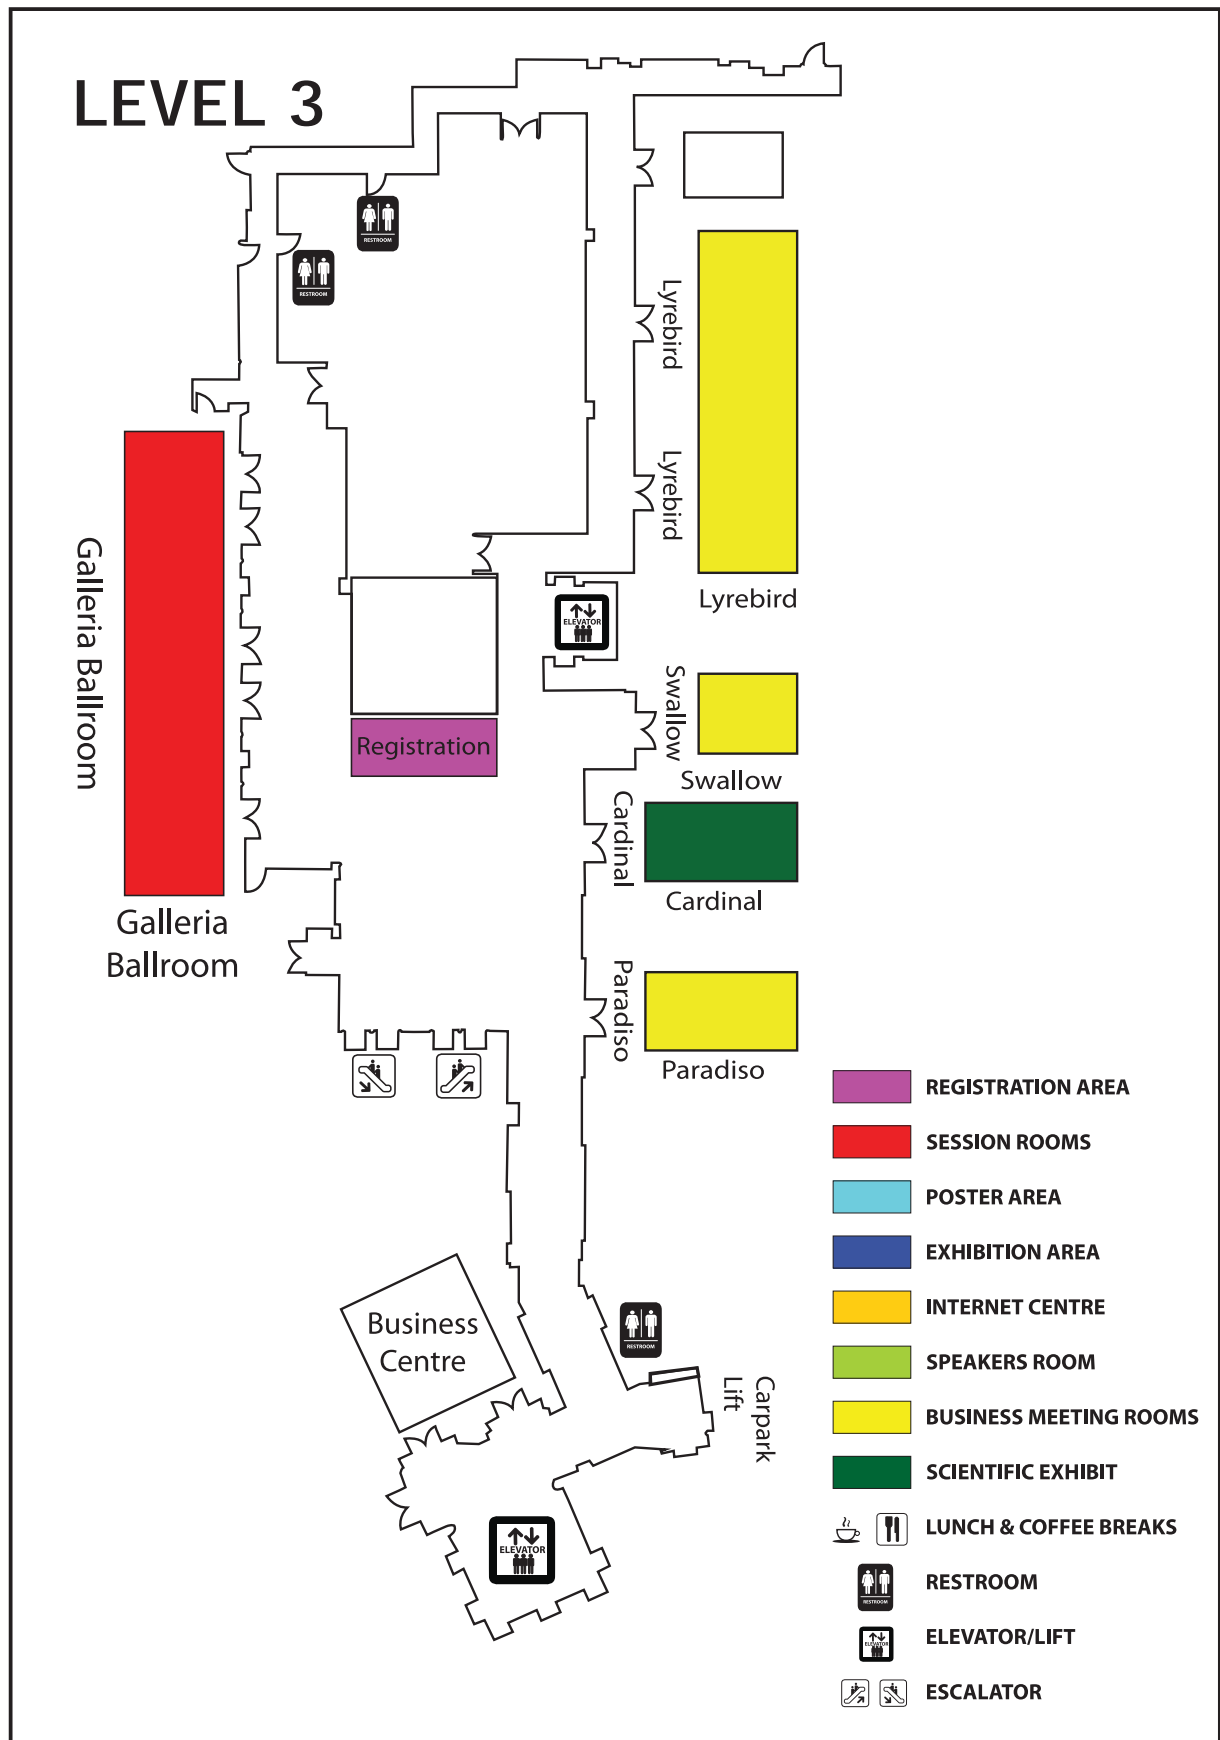 LEVEL 3
RESTROOM
RESTROOM
Lyrebird
Lyrebird
Lyrebird
ELEVATOR
Galleria Ballroom
Swallow
Swallow
Registration
Cardinal
Cardinal
Galleria
Ballroom
Paradiso
Paradiso
REGISTRATION AREA
SESSION ROOMS
POSTER AREA
EXHIBITION AREA
INTERNET CENTRE
SPEAKERS ROOM
BUSINESS MEETING ROOMS
SCIENTIFIC EXHIBIT
LUNCH & COFFEE BREAKS
RESTROOM
RESTROOM
ELEVATOR
ELEVATOR/LIFT
ESCALATOR
Business
Centre
RESTROOM
Carpark
Lift
ELEVATOR